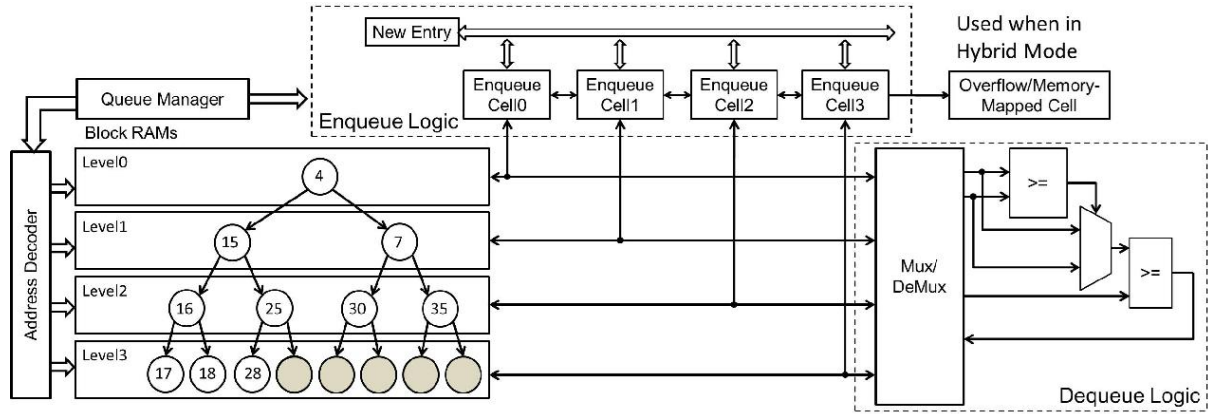 New Entry
Used when in
Hybrid Mode
Queue Manager
Enqueue
Cell0
Enqueue
Cell1
Enqueue
Cell2
Enqueue
Cell3
Overflow/Memory-
Mapped Cell
Enqueue Logic
Block RAMs
Address Decoder
Level0
4
Level1
15
7
Level2
16
25
30
35
Level3
17
18
28
Mux/
DeMux
>=
>=
Dequeue Logic